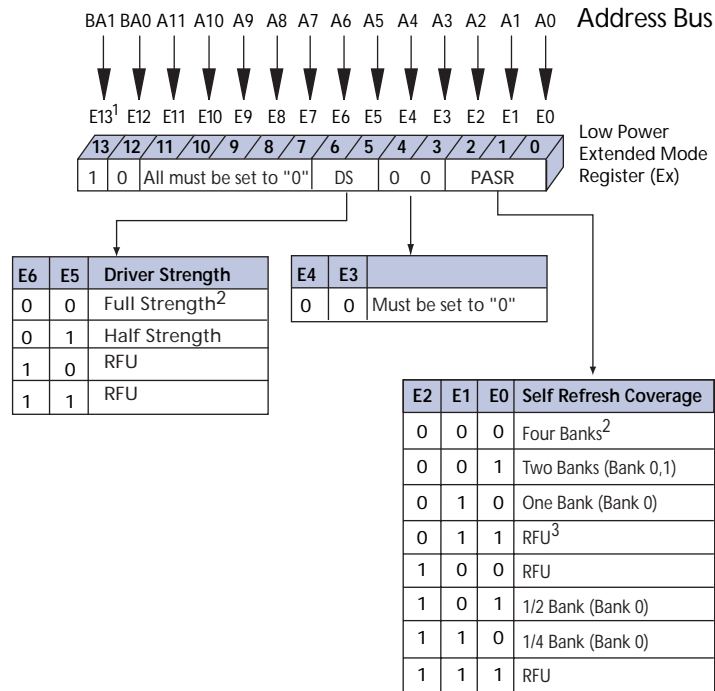 BA1 BA0 A11 A10 A9 A8 A7 A6 A5 A4 A3 A2 A1 A0 Address Bus
E13¹ E12 E11 E10 E9 E8 E7 E6 E5 E4 E3 E2 E1 E0
Low Power
Extended Mode
Register (Ex)
13 12 11 10 9 8 7 6 5 4 3 2 1 0
1 0 All must be set to "0" DS 0 0 PASR
E6 E5 Driver Strength
0 0 Full Strength²
0 1 Half Strength
1 0 RFU
1 1 RFU
E4 E3
0 0 Must be set to "0"
E2 E1 E0 Self Refresh Coverage
0 0 0 Four Banks²
0 0 1 Two Banks (Bank 0,1)
0 1 0 One Bank (Bank 0)
0 1 1 RFU³
1 0 0 RFU
1 0 1 1/2 Bank (Bank 0)
1 1 0 1/4 Bank (Bank 0)
1 1 1 RFU